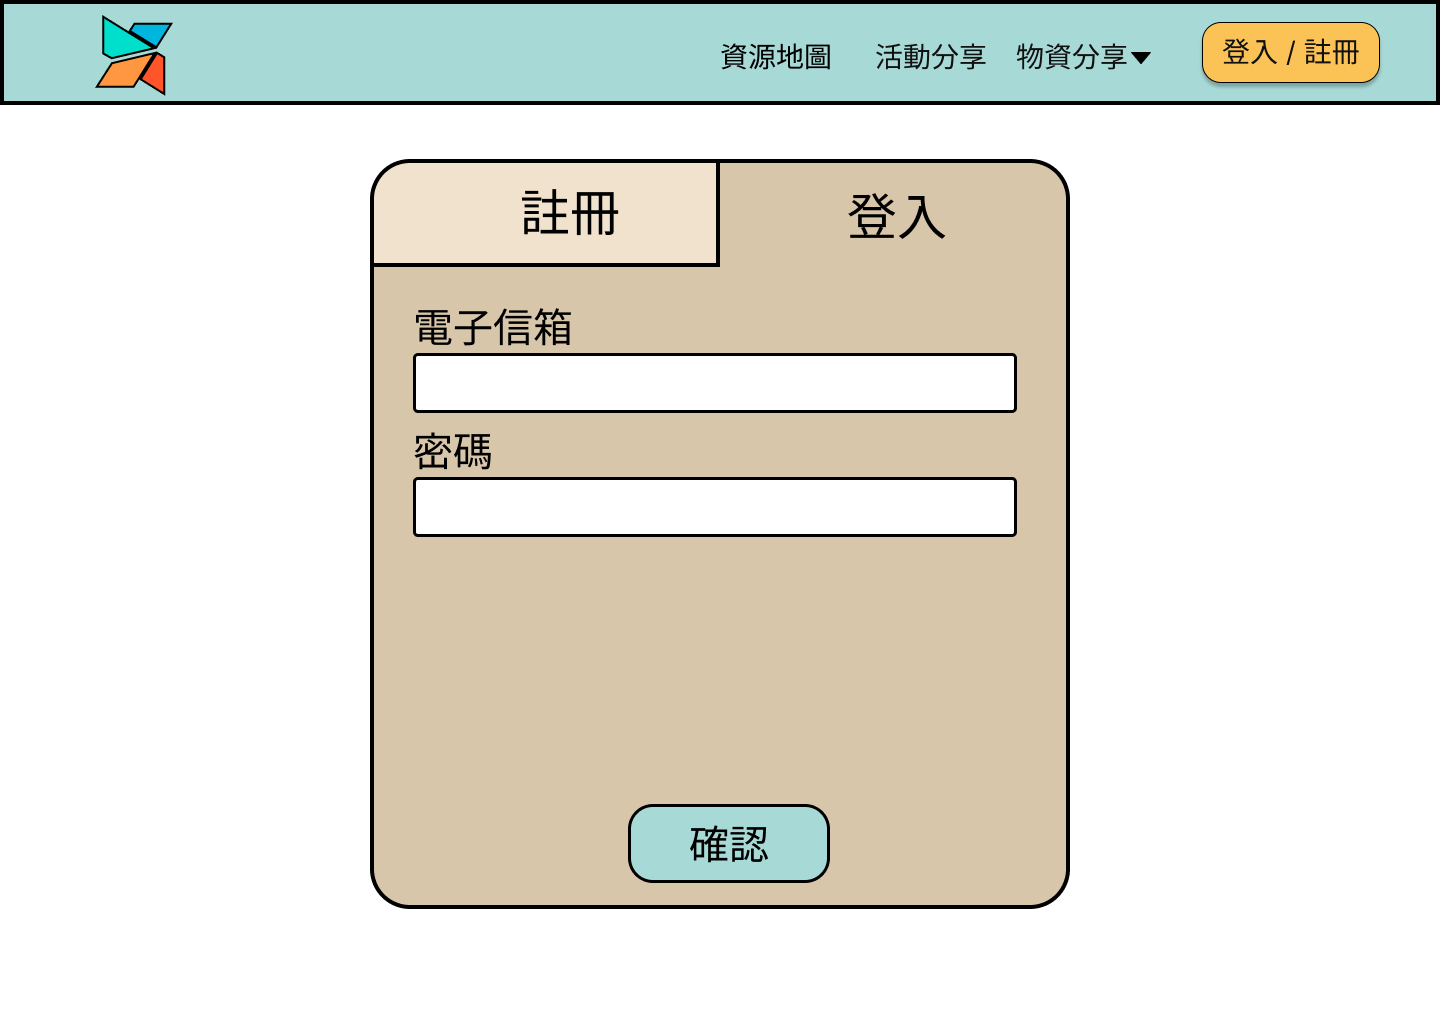 資源地圖 活動分享 物資分享 登入 / 註冊
註冊 登入
電子信箱
密碼
確認